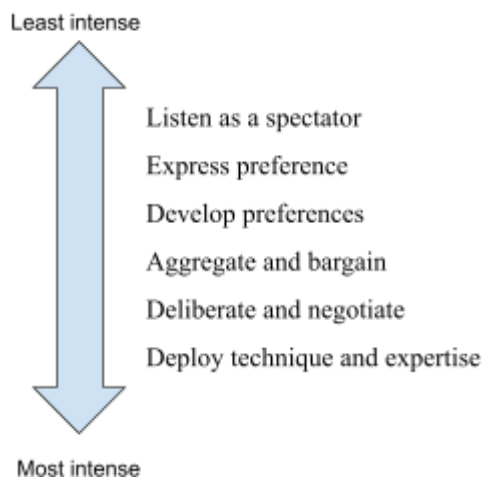 Least intense
Listen as a spectator
Express preference
Develop preferences
Aggregate and bargain
Deliberate and negotiate
Deploy technique and expertise
Most intense